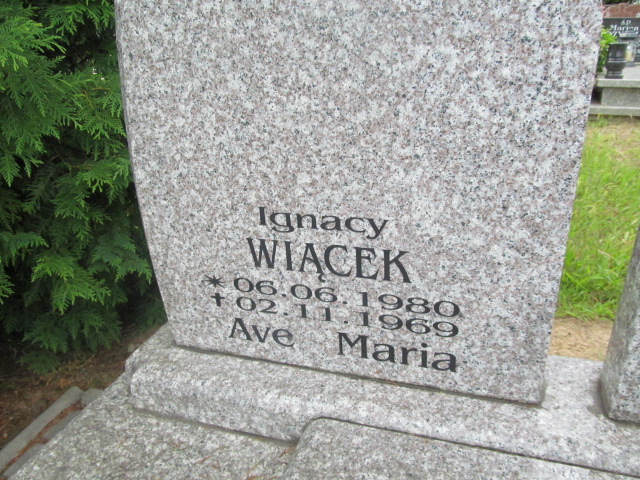 Ignacy
WIĄCEK
* 06.06.1980
✝ 02.11.1969
Ave Maria